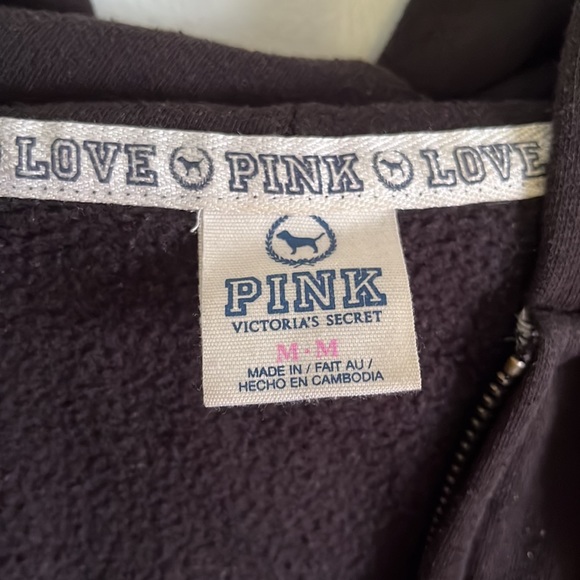 LOVE PINK LOVE
PINK
VICTORIA'S SECRET
M · M
MADE IN / FAIT AU /
HECHO EN CAMBODIA